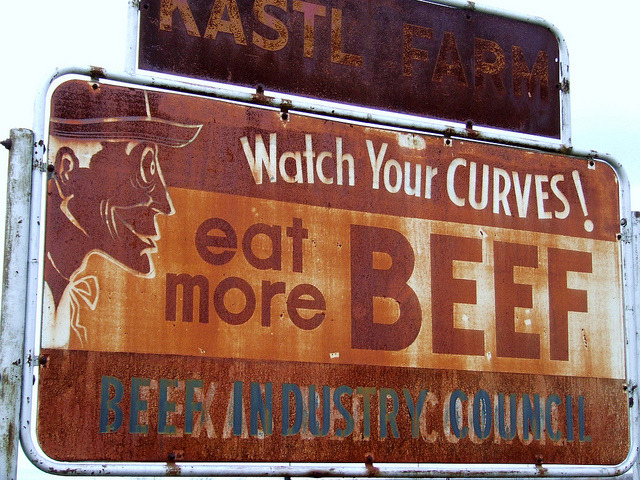 KASTL FARM
Watch Your CURVES!
eat
more
BEEF
BEEF INDUSTRY COUNCIL